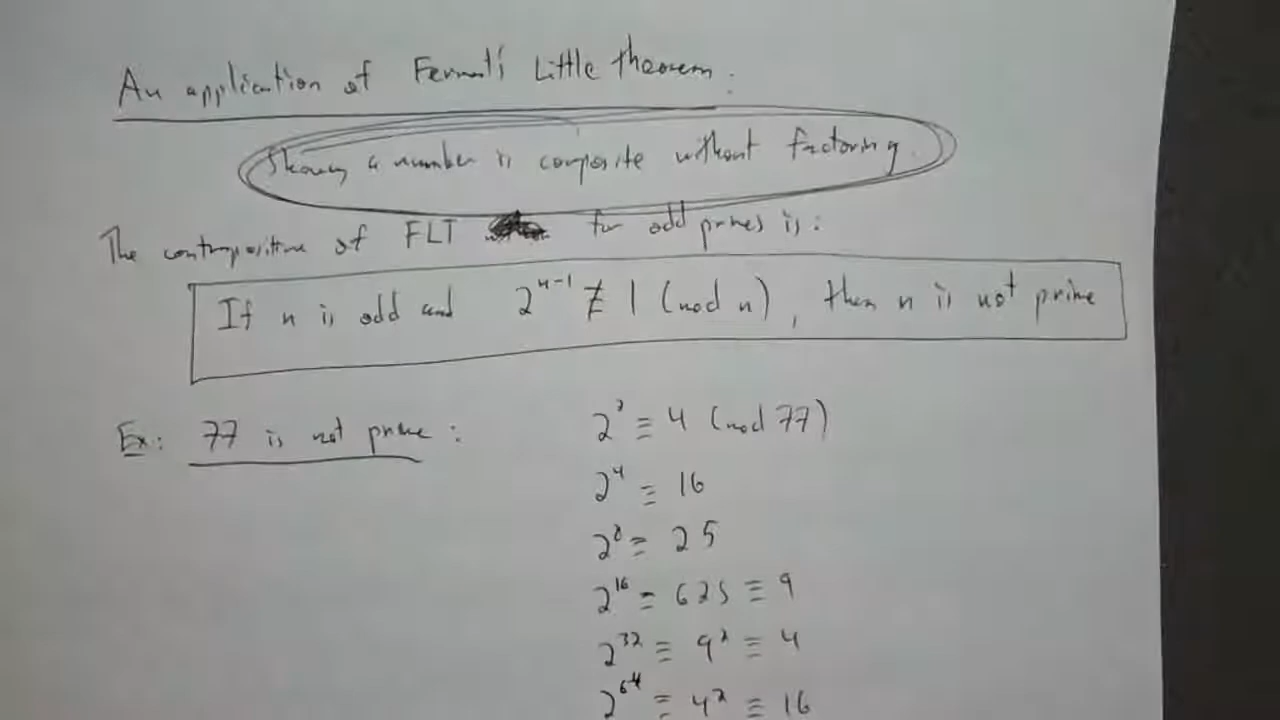 An application of Fermat's Little theorem.
Showing a number is composite without factoring.
The contrapositive of FLT for odd primes is:
If n is odd and 2^{n-1} ≢ 1 (mod n), then n is not prime
Ex: 77 is not prime:
2^2 ≡ 4 (mod 77)
2^4 ≡ 16
2^8 ≡ 25
2^16 ≡ 625 ≡ 9
2^32 ≡ 9^2 ≡ 4
2^64 ≡ 4^2 ≡ 16